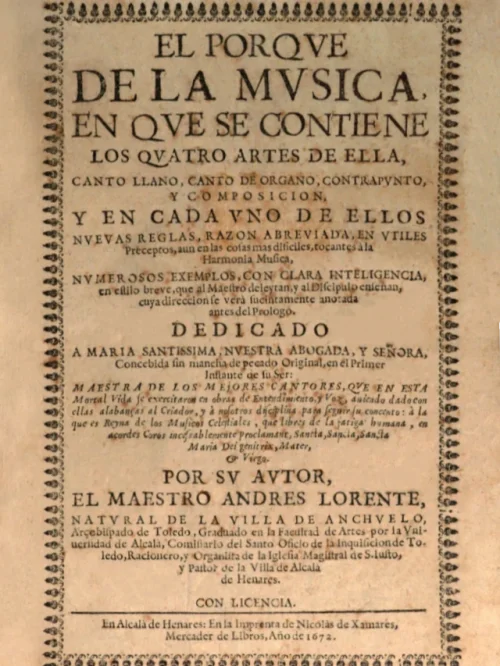 EL PORQVE
DE LA MVSICA,
EN QVE SE CONTIENE
LOS QVATRO ARTES DE ELLA,
CANTO LLANO, CANTO DE ORGANO, CONTRAPVNTO,
Y COMPOSICION,
Y EN CADA VNO DE ELLOS
NVEVAS REGLAS, RAZON ABREVIADA, EN VTILES
Preceptos, aun en las cosas mas dificiles, tocantes à la
Harmonia Musica,
NVMEROSOS EXEMPLOS, CON CLARA INTELIGENCIA,
en estilo breve, que al Maestro deleytan, y al Discipulo enseñan,
cuya direccion se verà sucintamente anotada
antes del Prologo.
DEDICADO
A MARIA SANTISSIMA, NVESTRA ABOGADA, Y SEÑORA,
Concebida sin mancha de pecado Original, en el Primer
Instante de su Ser:
MAESTRA DE LOS MEJORES CANTORES, QVE EN ESTA
Mortal Vida se exercitaron en obras de Entendimiento, y Voz, aviendo dado con
ellas alabanças al Criador, y à nosotros dicIplina para seguir su concento: à la
que es Reyna de los Musicos Celestiales, que libres de la fatiga humana, en
acordes Coros incessablemente proclamant, Sancta, Sancta, Sancta
Maria Dei genitrix, Mater,
& Virgo.
POR SV AVTOR,
EL MAESTRO ANDRES LORENTE,
NATVRAL DE LA VILLA DE ANCHVELO,
Arçobispado de Toledo, Graduado en la Facultad de Artes por la Vni-
uersidad de Alcala, Comissario del Santo Oficio de la Inquisicion de To-
ledo, Racionero, y Organista de la Iglesia Magistral de S. Iusto,
y Pastor de la Villa de Alcalà
de Henares.
CON LICENCIA.
En Alcalà de Henares: En la Imprenta de Nicolàs de Xamares,
Mercader de Libros, Año de 1672.